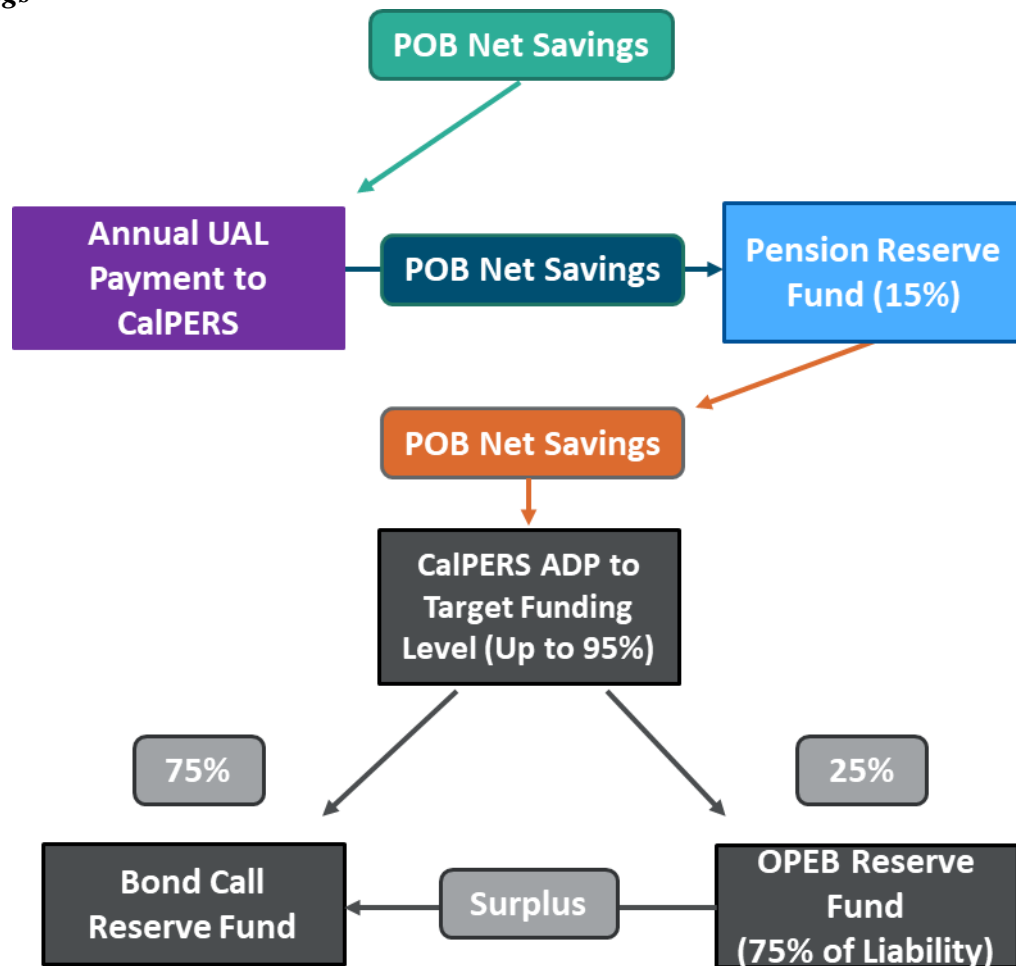 POB Net Savings
Annual UAL
Payment to
CalPERS
POB Net Savings
Pension Reserve
Fund (15%)
POB Net Savings
CalPERS ADP to
Target Funding
Level (Up to 95%)
75%
25%
Bond Call
Reserve Fund
Surplus
OPEB Reserve
Fund
(75% of Liability)